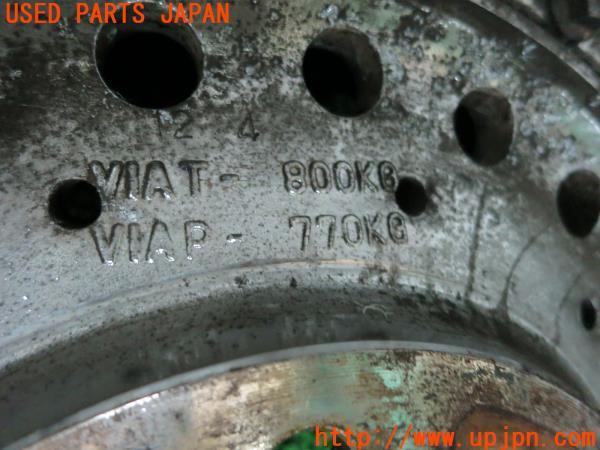 USED PARTS JAPAN
12 4
VIAT- 800KG
VIAP- 770KG
http://www.upjpn.com